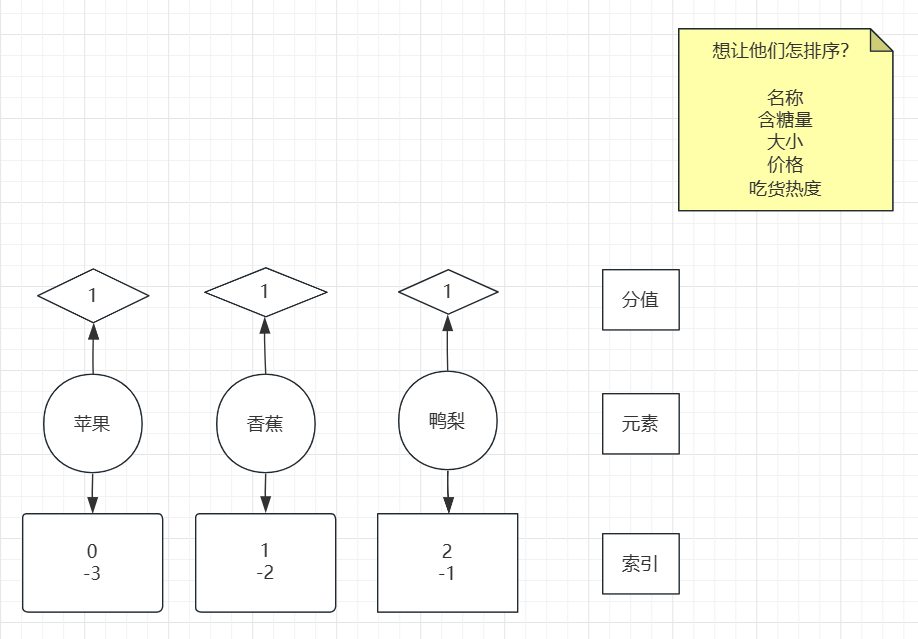 想让他们怎排序？
名称
含糖量
大小
价格
吃货热度
1
1
1
分值
苹果
香蕉
鸭梨
元素
0
-3
1
-2
2
-1
索引